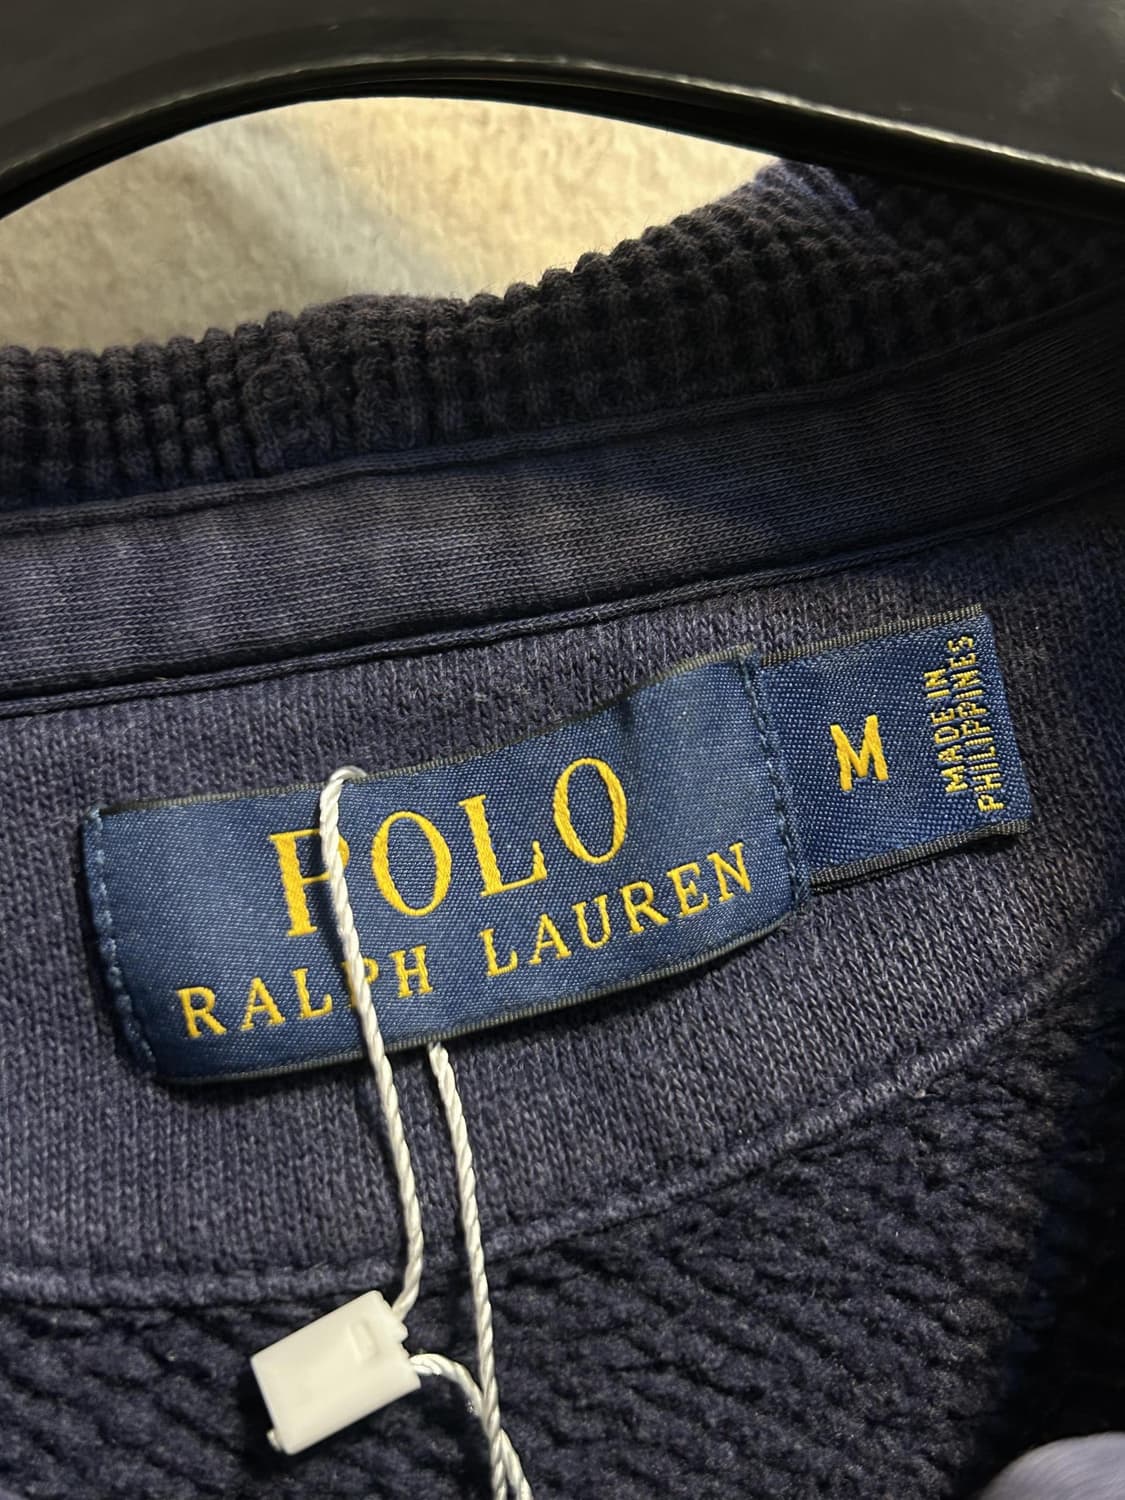 POLO
RALPH LAUREN
M
MADE IN
PHILIPPINES